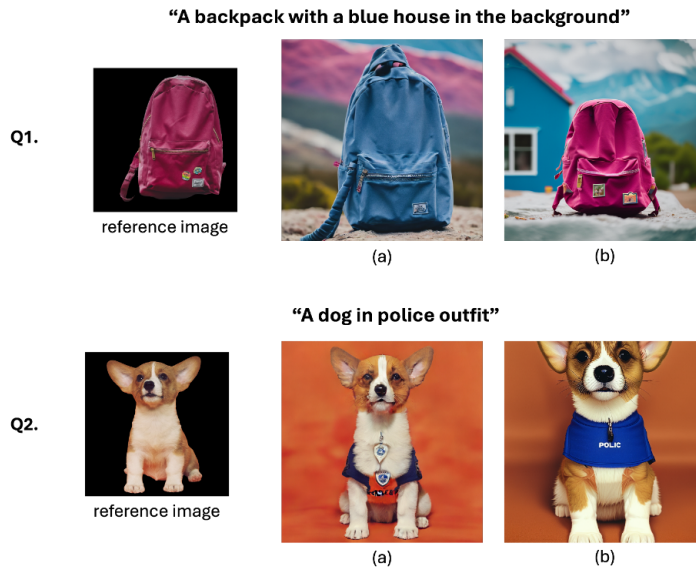 “A backpack with a blue house in the background”
Q1.
reference image
(a)
(b)
“A dog in police outfit”
Q2.
POLIC
reference image
(a)
(b)